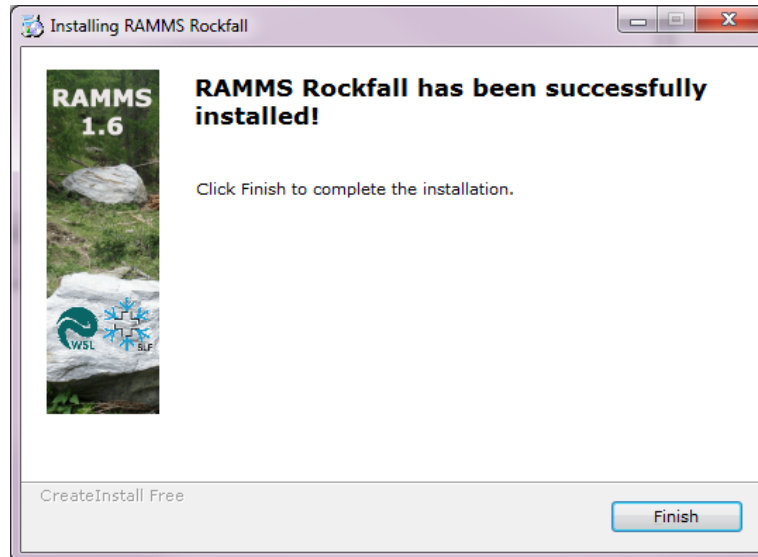 Installing RAMMS Rockfall
RAMMS
1.6
RAMMS Rockfall has been successfully
installed!
Click Finish to complete the installation.
WSL
SLF
CreateInstall Free
Finish